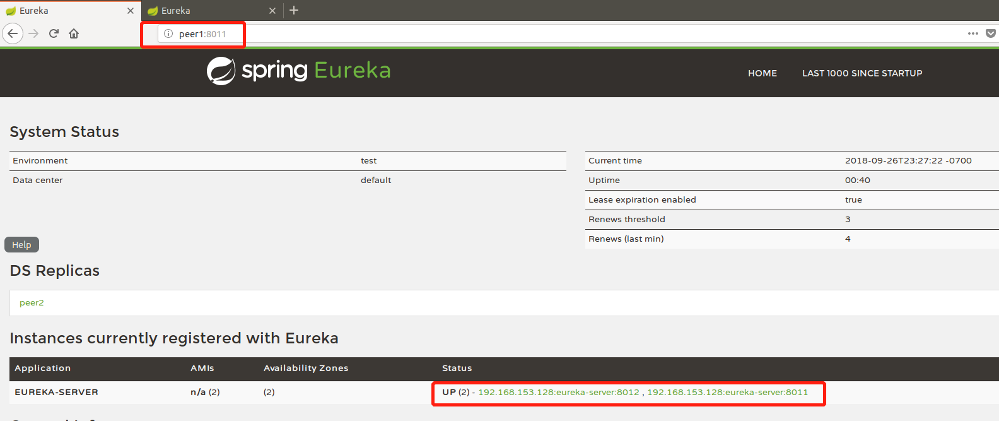 Eureka
Eureka
peer1:8011
spring Eureka
HOME
LAST 1000 SINCE STARTUP
System Status
Environment test
Data center default
Current time 2018-09-26T23:27:22 -0700
Uptime 00:40
Lease expiration enabled true
Renews threshold 3
Renews (last min) 4
Help
DS Replicas
peer2
Instances currently registered with Eureka
Application AMIs Availability Zones Status
EUREKA-SERVER n/a (2) (2) UP (2) - 192.168.153.128:eureka-server:8012 , 192.168.153.128:eureka-server:8011